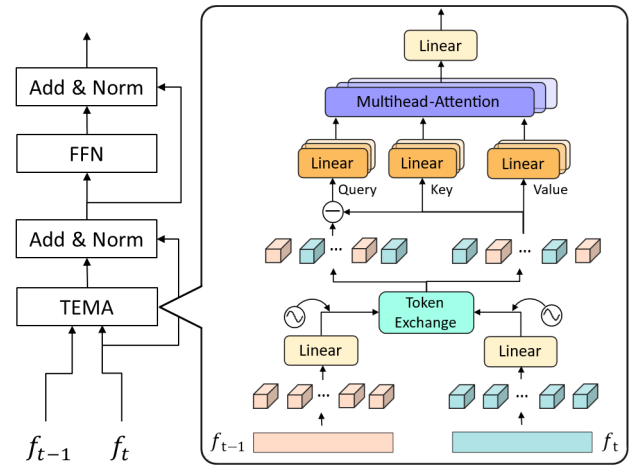 Add & Norm
FFN
Add & Norm
TEMA
f_{t-1}
f_t
Linear
Multihead-Attention
Linear
Linear
Linear
Query
Key
Value
−
...
...
Token
Exchange
Linear
Linear
...
...
f_{t-1}
f_t